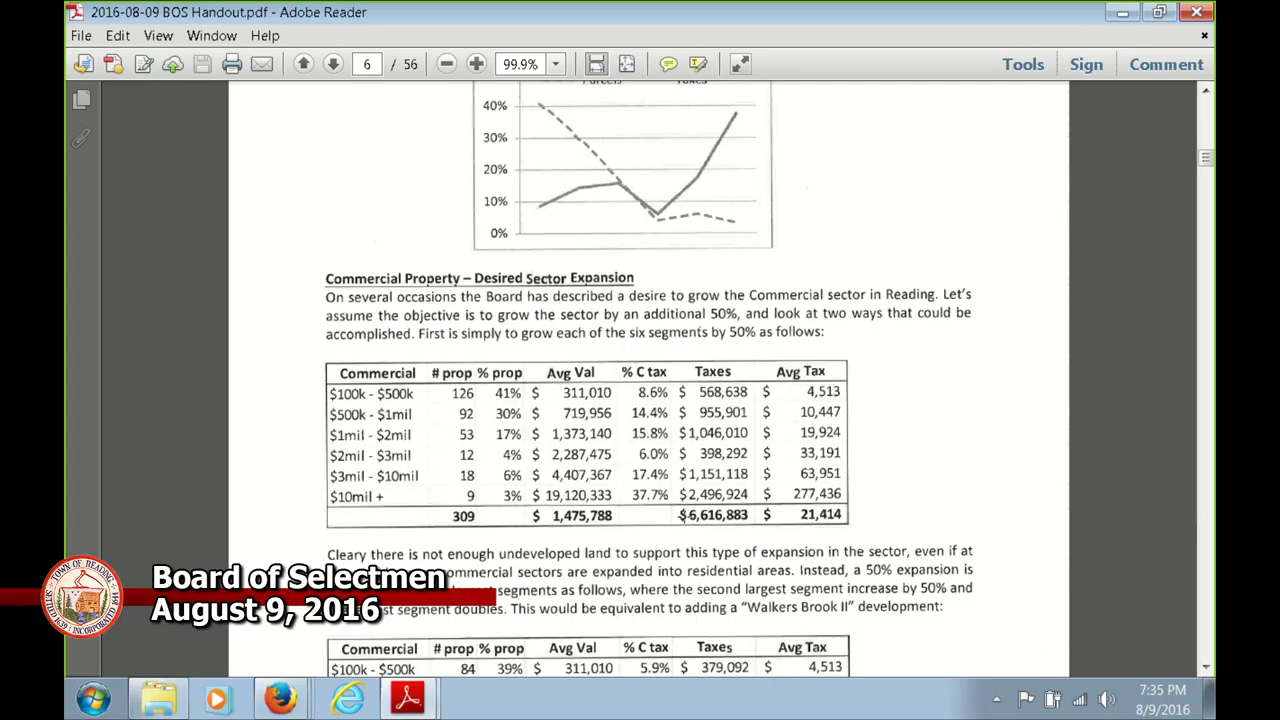 2016-08-09 BOS Handout.pdf - Adobe Reader
File Edit View Window Help
6 / 56 99.9% Tools Sign Comment
40%
30%
20%
10%
0%
Commercial Property – Desired Sector Expansion
On several occasions the Board has described a desire to grow the Commercial sector in Reading. Let's
assume the objective is to grow the sector by an additional 50%, and look at two ways that could be
accomplished. First is simply to grow each of the six segments by 50% as follows:
Commercial # prop % prop Avg Val % C tax Taxes Avg Tax
$100k - $500k 126 41% $ 311,010 8.6% $ 568,638 $ 4,513
$500k - $1mil 92 30% $ 719,956 14.4% $ 955,901 $ 10,447
$1mil - $2mil 53 17% $ 1,373,140 15.8% $1,046,010 $ 19,924
$2mil - $3mil 12 4% $ 2,287,475 6.0% $ 398,292 $ 33,191
$3mil - $10mil 18 6% $ 4,407,367 17.4% $1,151,118 $ 63,951
$10mil + 9 3% $ 19,120,333 37.7% $2,496,924 $ 277,436
309 $ 1,475,788 $6,616,883 $ 21,414
Cleary there is not enough undeveloped land to support this type of expansion in the sector, even if at
commercial sectors are expanded into residential areas. Instead, a 50% expansion is
segments as follows, where the second largest segment increase by 50% and
segment doubles. This would be equivalent to adding a "Walkers Brook II" development:
Commercial # prop % prop Avg Val % C tax Taxes Avg Tax
$100k - $500k 84 39% $ 311,010 5.9% $ 379,092 $ 4,513
TOWN OF READING
Board of Selectmen
August 9, 2016
7:35 PM
8/9/2016